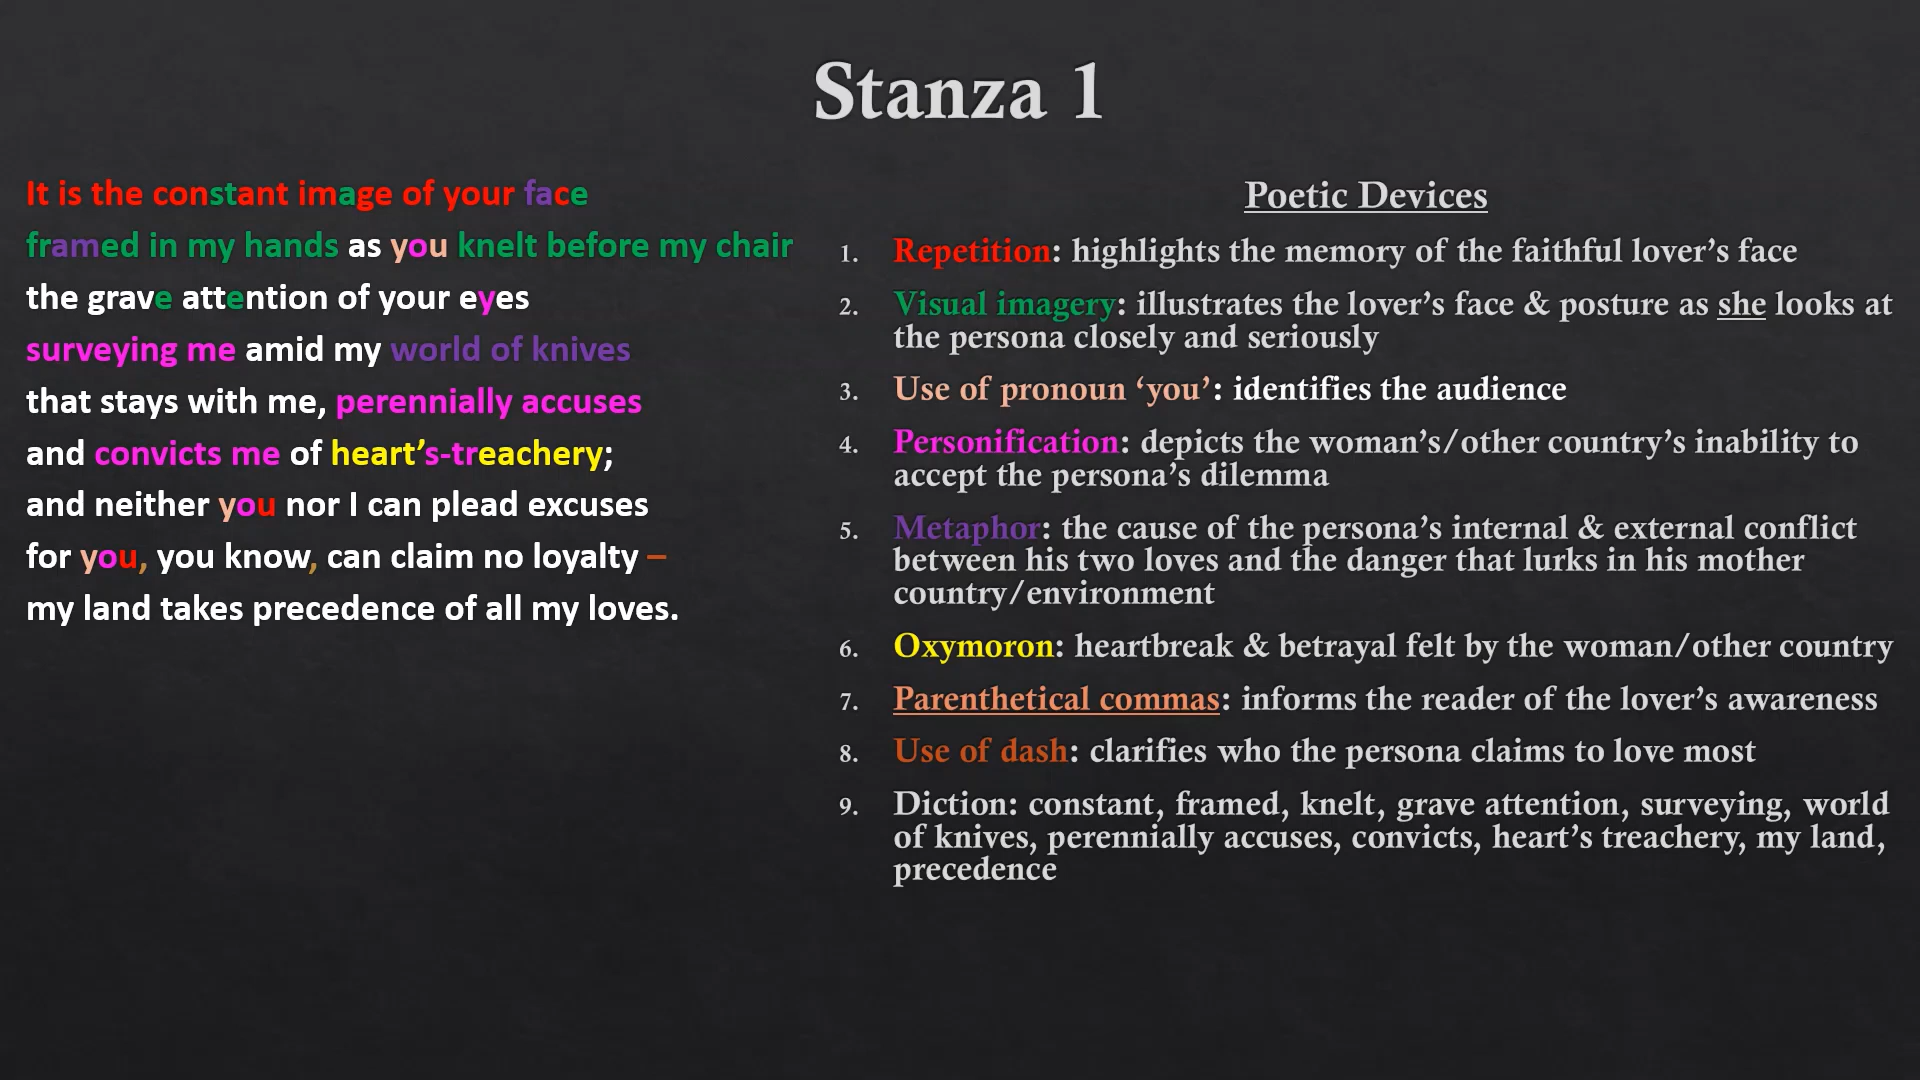 Stanza 1
It is the constant image of your face
framed in my hands as you knelt before my chair
the grave attention of your eyes
surveying me amid my world of knives
that stays with me, perennially accuses
and convicts me of heart’s-treachery;
and neither you nor I can plead excuses
for you, you know, can claim no loyalty –
my land takes precedence of all my loves.
Poetic Devices
1. Repetition: highlights the memory of the faithful lover’s face
2. Visual imagery: illustrates the lover’s face & posture as she looks at
the persona closely and seriously
3. Use of pronoun ‘you’: identifies the audience
4. Personification: depicts the woman’s/other country’s inability to
accept the persona’s dilemma
5. Metaphor: the cause of the persona’s internal & external conflict
between his two loves and the danger that lurks in his mother
country/environment
6. Oxymoron: heartbreak & betrayal felt by the woman/other country
7. Parenthetical commas: informs the reader of the lover’s awareness
8. Use of dash: clarifies who the persona claims to love most
9. Diction: constant, framed, knelt, grave attention, surveying, world
of knives, perennially accuses, convicts, heart’s treachery, my land,
precedence